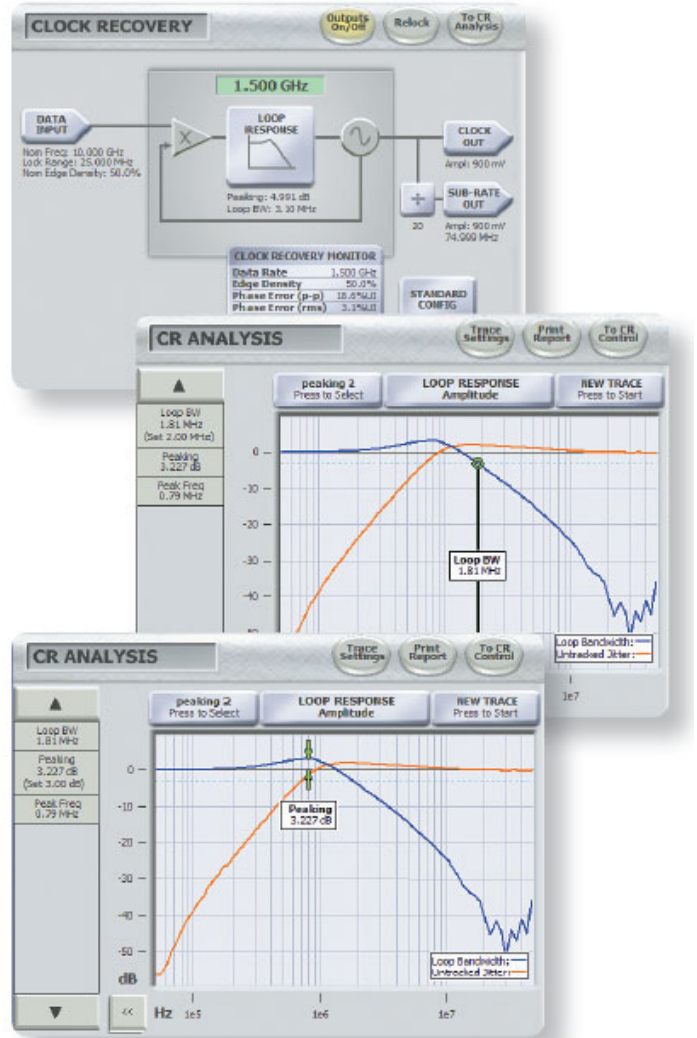 CLOCK RECOVERY
Outputs On/Off
Relock
To CR Analysis
1.500 GHz
DATA INPUT
Nom Freq: 10.000 GHz
Lock Range: 25.000 MHz
Nom Edge Density: 50.0%
X
LOOP RESPONSE
Peaking: 4.991 dB
Loop BW: 3.10 MHz
CLOCK OUT
Ampl: 900 mV
÷
20
SUB-RATE OUT
Ampl: 900 mV
74.999 MHz
CLOCK RECOVERY MONITOR
Data Rate 1.500 GHz
Edge Density 50.0%
Phase Error (p-p) 18.6%UI
Phase Error (rms) 3.1%UI
STANDARD CONFIG
CR ANALYSIS
Trace Settings
Print Report
To CR Control
Loop BW
1.81 MHz
(Set 2.00 MHz)
Peaking
3.227 dB
Peak Freq
0.79 MHz
peaking 2
Press to Select
LOOP RESPONSE
Amplitude
NEW TRACE
Press to Start
0
-10
-20
-30
-40
Loop BW
1.81 MHz
Loop Bandwidth:
Untracked Jitter:
1e7
CR ANALYSIS
Trace Settings
Print Report
To CR Control
Loop BW
1.81 MHz
Peaking
3.227 dB
(Set 3.00 dB)
Peak Freq
0.79 MHz
peaking 2
Press to Select
LOOP RESPONSE
Amplitude
NEW TRACE
Press to Start
0
-10
-20
-30
-40
-50
dB
Peaking
3.227 dB
Loop Bandwidth:
Untracked Jitter:
<<
Hz
1e5
1e6
1e7